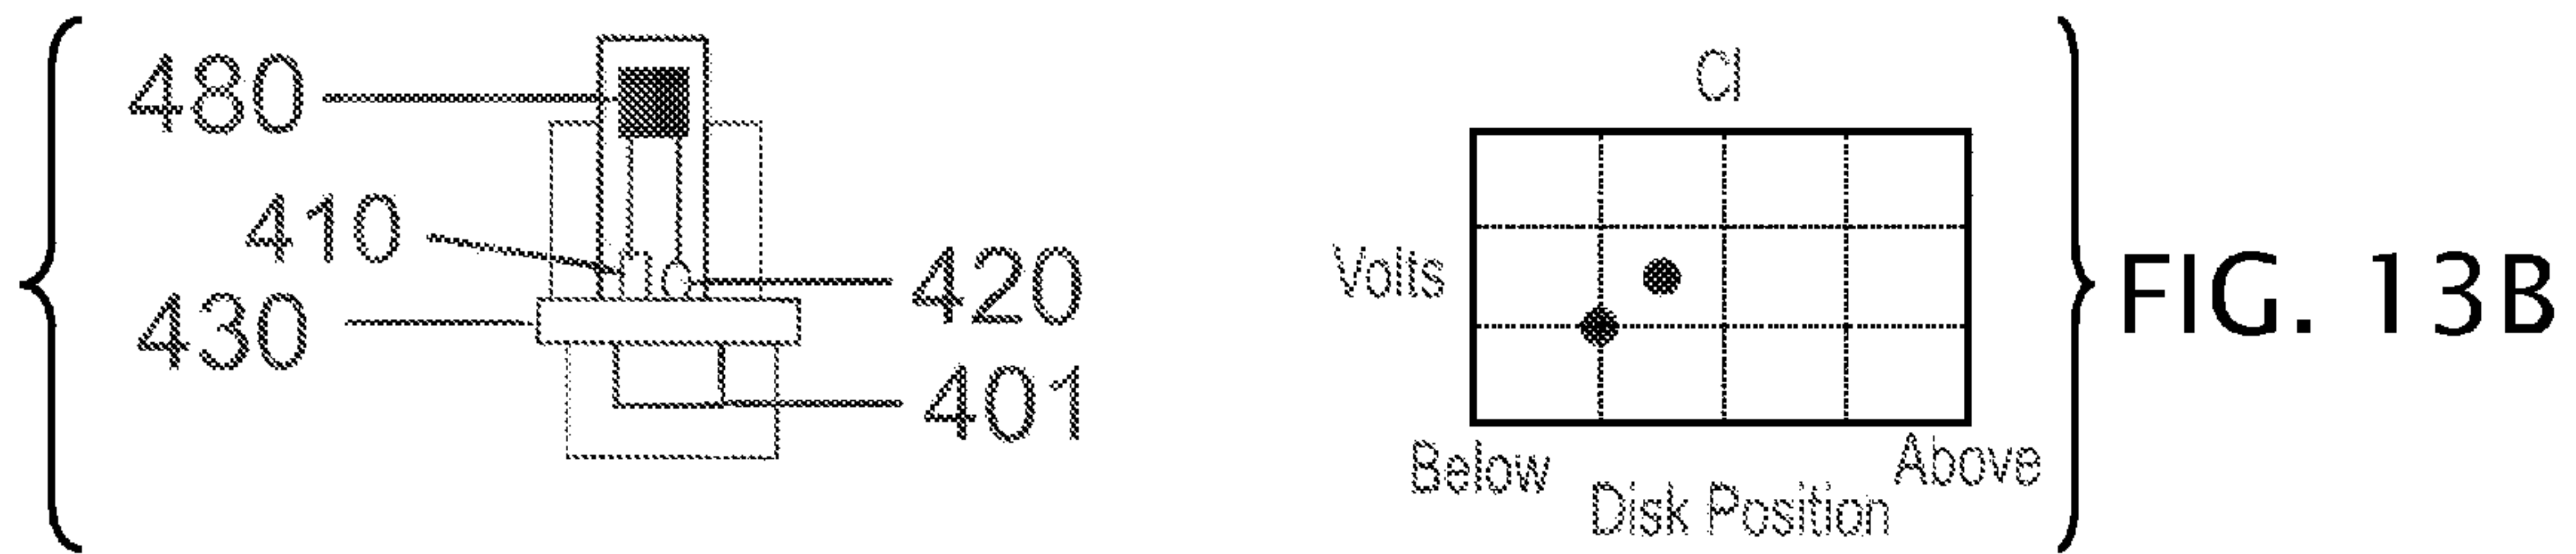 480
410
430
420
401
Cl
Volts
Below
Above
Disk Position
FIG. 13B